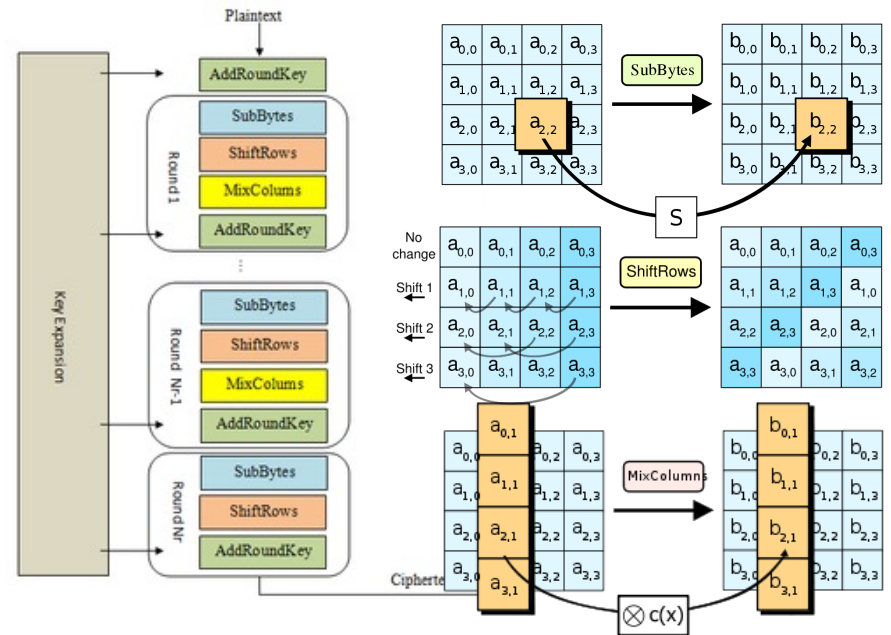 Plaintext
Key Expansion
AddRoundKey
Round 1
SubBytes
ShiftRows
MixColums
AddRoundKey
...
Round Nr-1
SubBytes
ShiftRows
MixColums
AddRoundKey
Round Nr
SubBytes
ShiftRows
AddRoundKey
Cipherte
a0,0 a0,1 a0,2 a0,3
a1,0 a1,1 a1,2 a1,3
a2,0 a2,1 a2,2 a2,3
a3,0 a3,1 a3,2 a3,3
SubBytes
b0,0 b0,1 b0,2 b0,3
b1,0 b1,1 b1,2 b1,3
b2,0 b2,1 b2,2 b2,3
b3,0 b3,1 b3,2 b3,3
S
No
change
Shift 1
Shift 2
Shift 3
a0,0 a0,1 a0,2 a0,3
a1,0 a1,1 a1,2 a1,3
a2,0 a2,1 a2,2 a2,3
a3,0 a3,1 a3,2 a3,3
ShiftRows
a0,0 a0,1 a0,2 a0,3
a1,1 a1,2 a1,3 a1,0
a2,2 a2,3 a2,0 a2,1
a3,3 a3,0 a3,1 a3,2
a0,0 a0,1 a0,2 a0,3
a1,0 a1,1 a1,2 a1,3
a2,0 a2,1 a2,2 a2,3
a3,0 a3,1 a3,2 a3,3
MixColumns
b0,0 b0,1 b0,2 b0,3
b1,0 b1,1 b1,2 b1,3
b2,0 b2,1 b2,2 b2,3
b3,0 b3,1 b3,2 b3,3
⊗ c(x)